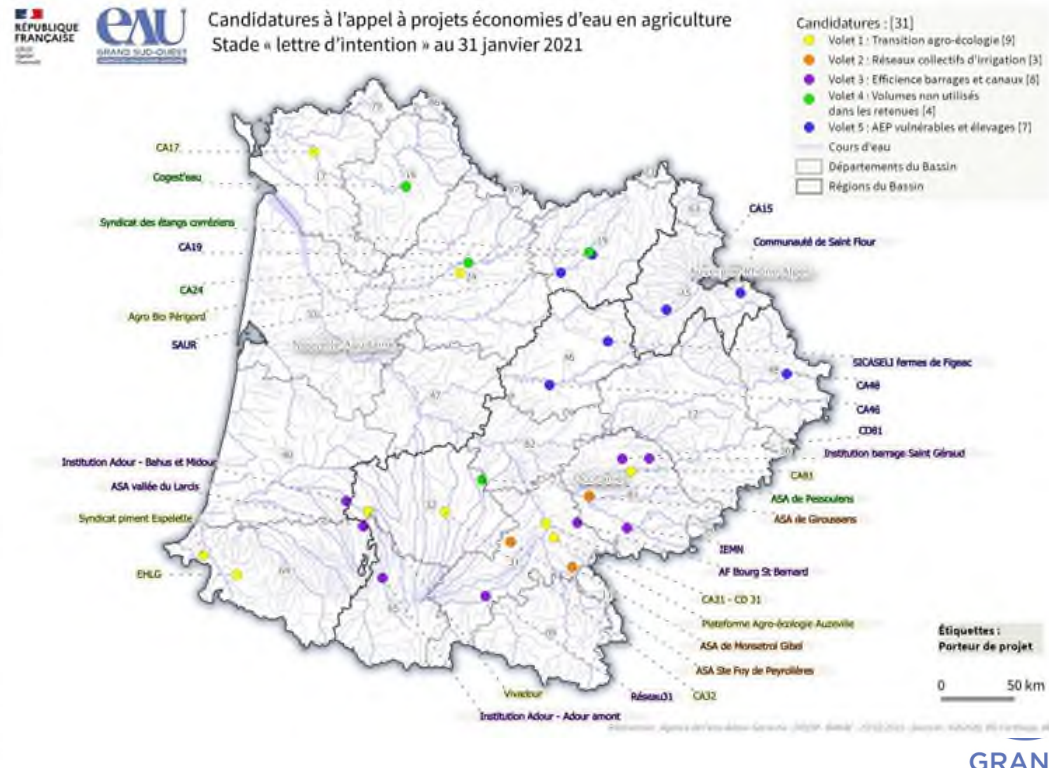 RÉPUBLIQUE
FRANÇAISE
EAU
GRAND SUD-OUEST
Candidatures à l'appel à projets économies d'eau en agriculture
Stade « lettre d'intention » au 31 janvier 2021
Candidatures : [31]
Volet 1 : Transition agro-écologie [9]
Volet 2 : Réseaux collectifs d'irrigation [3]
Volet 3 : Efficience barrages et canaux [8]
Volet 4 : Volumes non utilisés
dans les retenues [4]
Volet 5 : AEP vulnérables et élevages [7]
Cours d'eau
Départements du Bassin
Régions du Bassin
CA17
Cogest'eau
Syndicat des étangs corréziens
CA19
CA24
Agro Bio Périgord
SAUR
CA15
Communauté de Saint Flour
SICASELI fermes de Figeac
CA48
CA46
CD81
Institution barrage Saint Géraud
CA81
ASA de Pessoulens
ASA de Giroussens
IEMN
AF Bourg St Bernard
CA31 - CD 31
Plateforme Agro-écologie Auzeville
ASA de Monsetrol Gibel
ASA Ste Foy de Peyrolières
CA32
Réseau31
Vivadour
Institution Adour - Adour amont
Institution Adour - Bahus et Midour
ASA vallée du Larcis
Syndicat piment Espelette
EHLG
Étiquettes :
Porteur de projet
0 50 km
GRAN